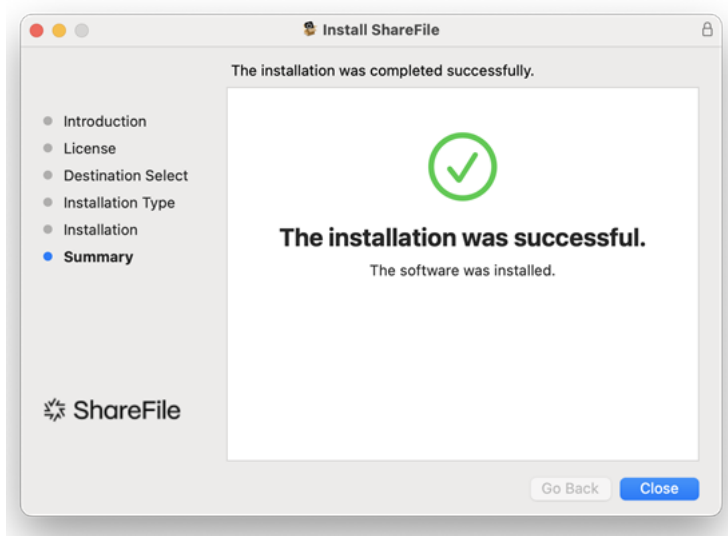 Install ShareFile
The installation was completed successfully.
Introduction
License
Destination Select
Installation Type
Installation
Summary
The installation was successful.
The software was installed.
ShareFile
Go Back
Close